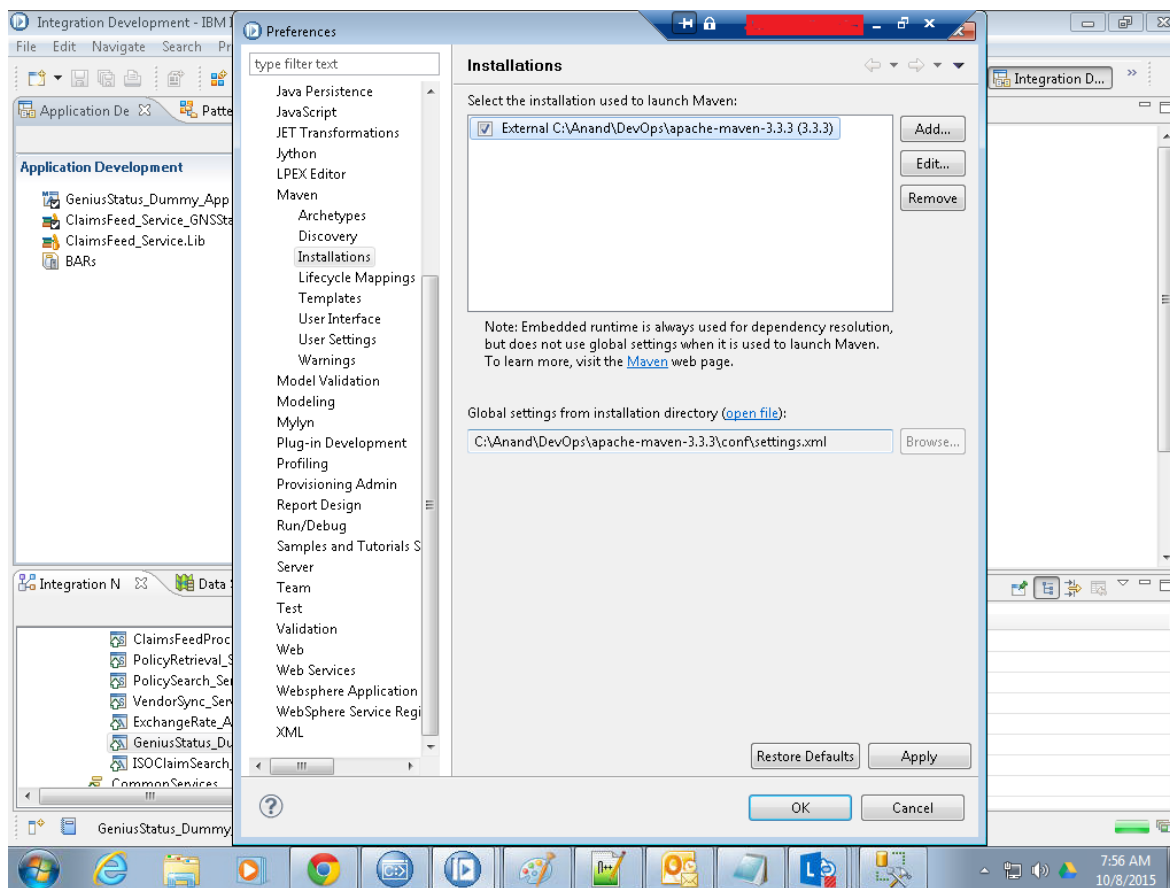 Integration Development - IBM I
Preferences
File Edit Navigate Search Pr
type filter text
Installations
Integration D...
»
Application De
Patte
Application Development
GeniusStatus_Dummy_App
ClaimsFeed_Service_GNSSta
ClaimsFeed_Service.Lib
BARs
Java Persistence
JavaScript
JET Transformations
Jython
LPEX Editor
Maven
Archetypes
Discovery
Installations
Lifecycle Mappings
Templates
User Interface
User Settings
Warnings
Model Validation
Modeling
Mylyn
Plug-in Development
Profiling
Provisioning Admin
Report Design
Run/Debug
Samples and Tutorials S
Server
Team
Test
Validation
Web
Web Services
Websphere Application
WebSphere Service Regi
XML
Select the installation used to launch Maven:
External C:\Anand\DevOps\apache-maven-3.3.3 (3.3.3)
Add...
Edit...
Remove
Note: Embedded runtime is always used for dependency resolution,
but does not use global settings when it is used to launch Maven.
To learn more, visit the Maven web page.
Global settings from installation directory (open file):
C:\Anand\DevOps\apache-maven-3.3.3\conf\settings.xml
Browse...
Restore Defaults
Apply
?
OK
Cancel
Integration N
Data
ClaimsFeedProc
PolicyRetrieval_S
PolicySearch_Ser
VendorSync_Serv
ExchangeRate_A
GeniusStatus_Du
ISOClaimSearch_
CommonServices
GeniusStatus_Dummy_
7:56 AM
10/8/2015